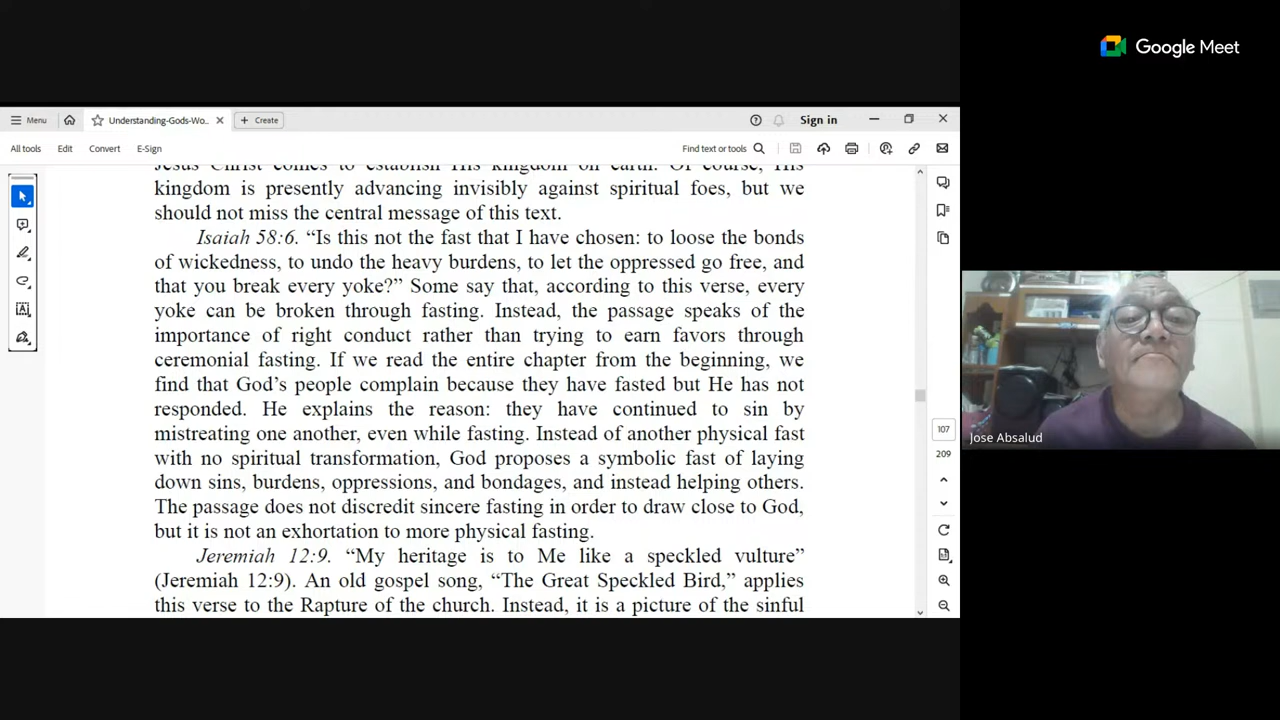 Google Meet
Menu
Understanding-Gods-Wo...
Create
Sign in
All tools
Edit
Convert
E-Sign
Find text or tools
Jesus Christ comes to establish His kingdom on earth. Of course, His
kingdom is presently advancing invisibly against spiritual foes, but we
should not miss the central message of this text.
Isaiah 58:6. “Is this not the fast that I have chosen: to loose the bonds
of wickedness, to undo the heavy burdens, to let the oppressed go free, and
that you break every yoke?” Some say that, according to this verse, every
yoke can be broken through fasting. Instead, the passage speaks of the
importance of right conduct rather than trying to earn favors through
ceremonial fasting. If we read the entire chapter from the beginning, we
find that God’s people complain because they have fasted but He has not
responded. He explains the reason: they have continued to sin by
mistreating one another, even while fasting. Instead of another physical fast
with no spiritual transformation, God proposes a symbolic fast of laying
down sins, burdens, oppressions, and bondages, and instead helping others.
The passage does not discredit sincere fasting in order to draw close to God,
but it is not an exhortation to more physical fasting.
Jeremiah 12:9. “My heritage is to Me like a speckled vulture”
(Jeremiah 12:9). An old gospel song, “The Great Speckled Bird,” applies
this verse to the Rapture of the church. Instead, it is a picture of the sinful
107
209
Jose Absalud